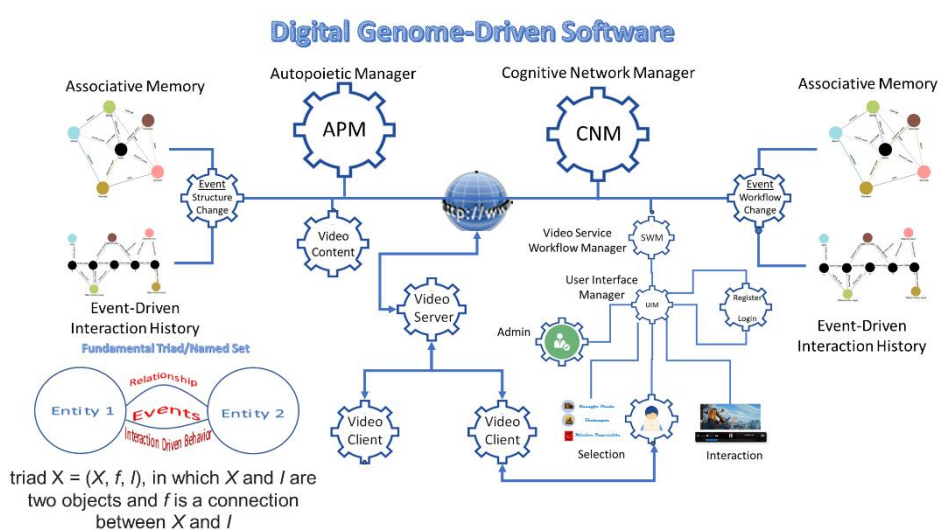 Digital Genome-Driven Software
Autopoietic Manager
Cognitive Network Manager
Associative Memory
Associative Memory
APM
CNM
Event
Structure
Change
http://ww
Event
Workflow
Change
Video
Content
Video Service
Workflow Manager
SWM
User Interface
Manager
UIM
Register
Login
Video
Server
Admin
Event-Driven
Interaction History
Event-Driven
Interaction History
Fundamental Triad/Named Set
Entity 1
Relationship
Events
Interaction Driven Behavior
Entity 2
Video
Client
Video
Client
Selection
Interaction
triad X = (X, f, I), in which X and I are
two objects and f is a connection
between X and I